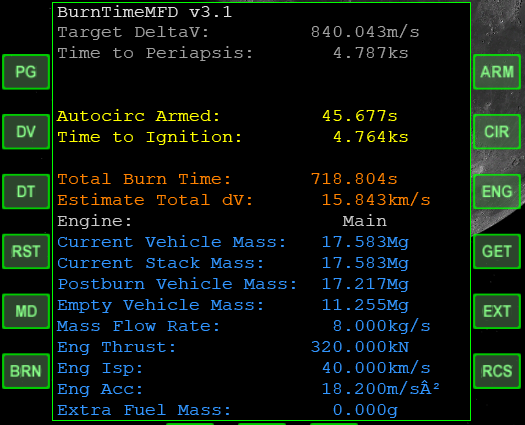 BurnTimeMFD v3.1
Target DeltaV: 840.043m/s
Time to Periapsis: 4.787ks
PG
ARM
Autocirc Armed: 45.677s
DV
CIR
Time to Ignition: 4.764ks
Total Burn Time: 718.804s
DT
ENG
Estimate Total dV: 15.843km/s
Engine: Main
Current Vehicle Mass: 17.583Mg
RST
GET
Current Stack Mass: 17.583Mg
Postburn Vehicle Mass: 17.217Mg
Empty Vehicle Mass: 11.255Mg
MD
EXT
Mass Flow Rate: 8.000kg/s
Eng Thrust: 320.000kN
Eng Isp: 40.000km/s
BRN
RCS
Eng Acc: 18.200m/sÂ²
Extra Fuel Mass: 0.000g